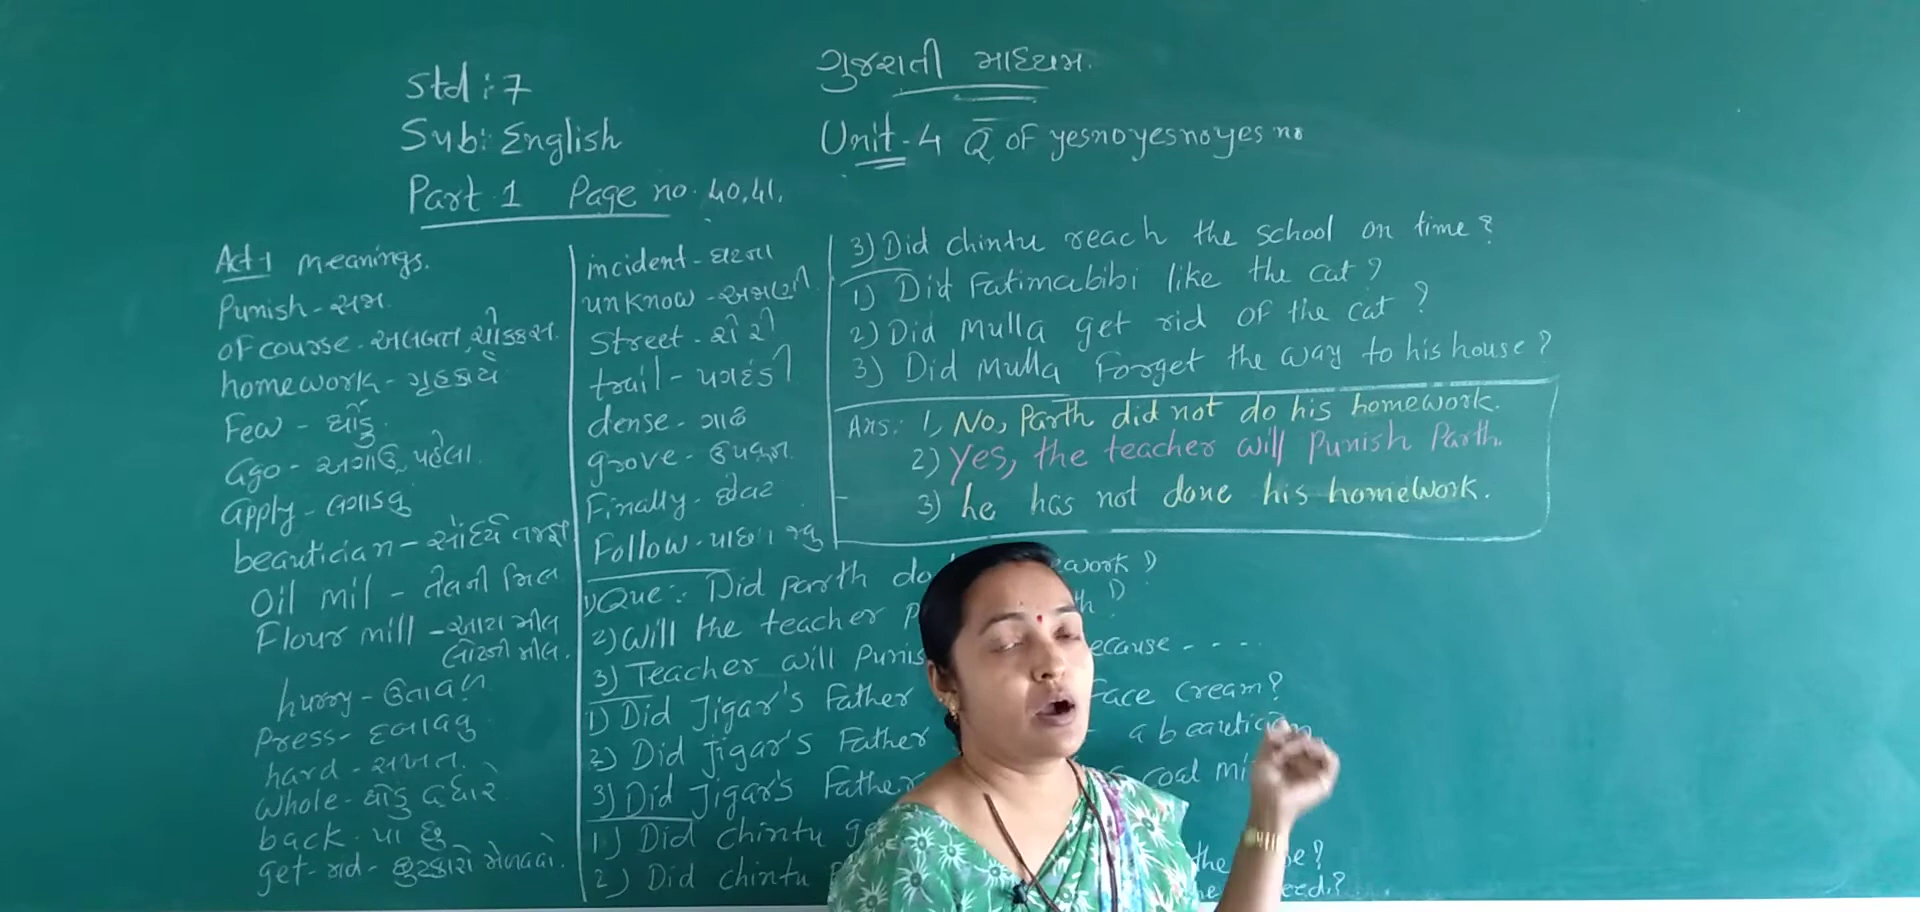 Std : 7
ગુજરાતી માધ્યમ.
Sub: English
Unit-4 Q of yesnoyesnoyes no
Part 1 Page no. 40,41.
Act-1 meanings.
Punish - સજા
of course - અલબત્ત, ચોક્કસ.
homework - ગૃહકાર્ય
Few - થોડું
ago - અગાઉ, પહેલા
apply - લગાડવું
beautician - સૌંદર્ય તજજ્ઞ
Oil mil - તેલની મિલ
Flour mill - આટા મીલ
લોટની મીલ.
hurry - ઉતાવળ
Press - દબાવવું
hard - સખત.
whole -
back - પાછું
get-rid - છુટકારો મેળવવો.
incident - ઘટના
unknow - અજાણી
Street - શેરી
trail - પગદંડી
dense - ગાઢ
grove - ઉપવન
Finally - છેવટ
Follow -
1) Que: Did parth do
2) Will the teacher
3) Teacher will Punis ecause - - - -
1) Did Jigar's Father Face cream?
2) Did Jigar's Father a beautician
3) Did Jigar's Father coal mi
1) Did chintu
2) Did chintu
3) Did chintu reach the school on time?
1) Did Fatimabibi like the cat?
2) Did Mulla get rid of the cat?
3) Did Mulla Forget the way to his house?
Ans: 1, No, Parth did not do his homework.
2) Yes, the teacher will Punish Parth.
3) he has not done his homework.